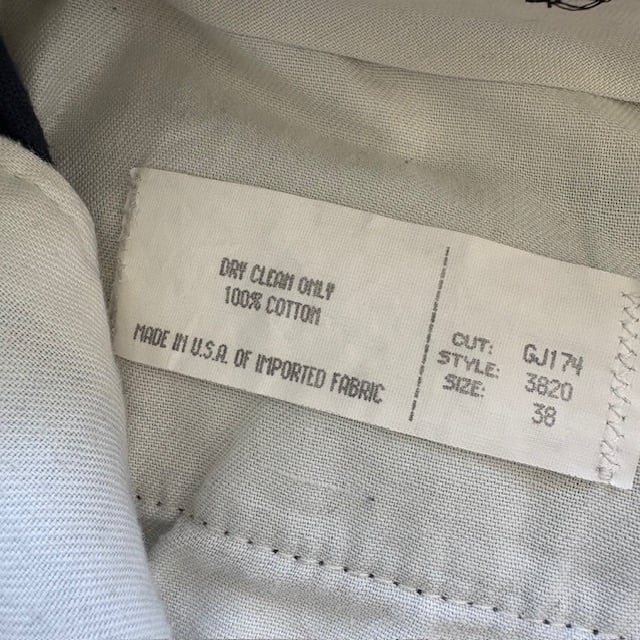 DRY CLEAN ONLY
100% COTTON
MADE IN U.S.A. OF IMPORTED FABRIC
CUT: GJ174
STYLE: 3820
SIZE: 38